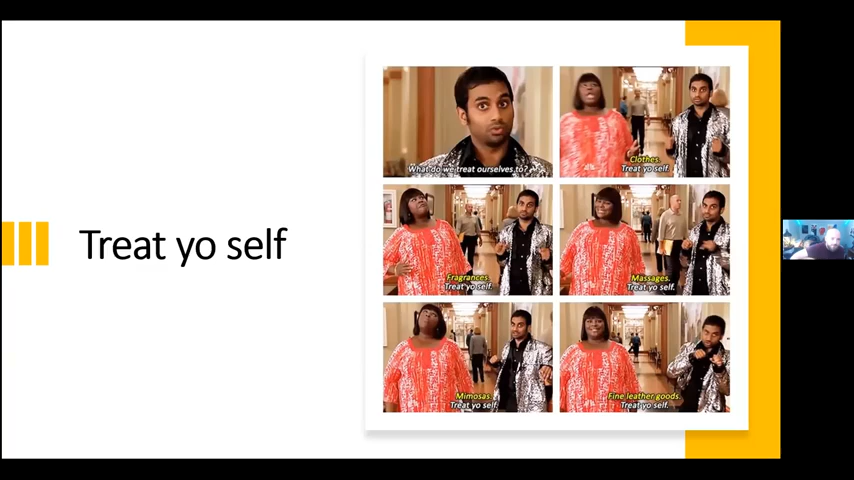 Treat yo self
What do we treat ourselves to?
Clothes.
Treat yo self.
Fragrances.
Treat yo self.
Massages.
Treat yo self.
Mimosas.
Treat yo self.
Fine leather goods.
Treat yo self.